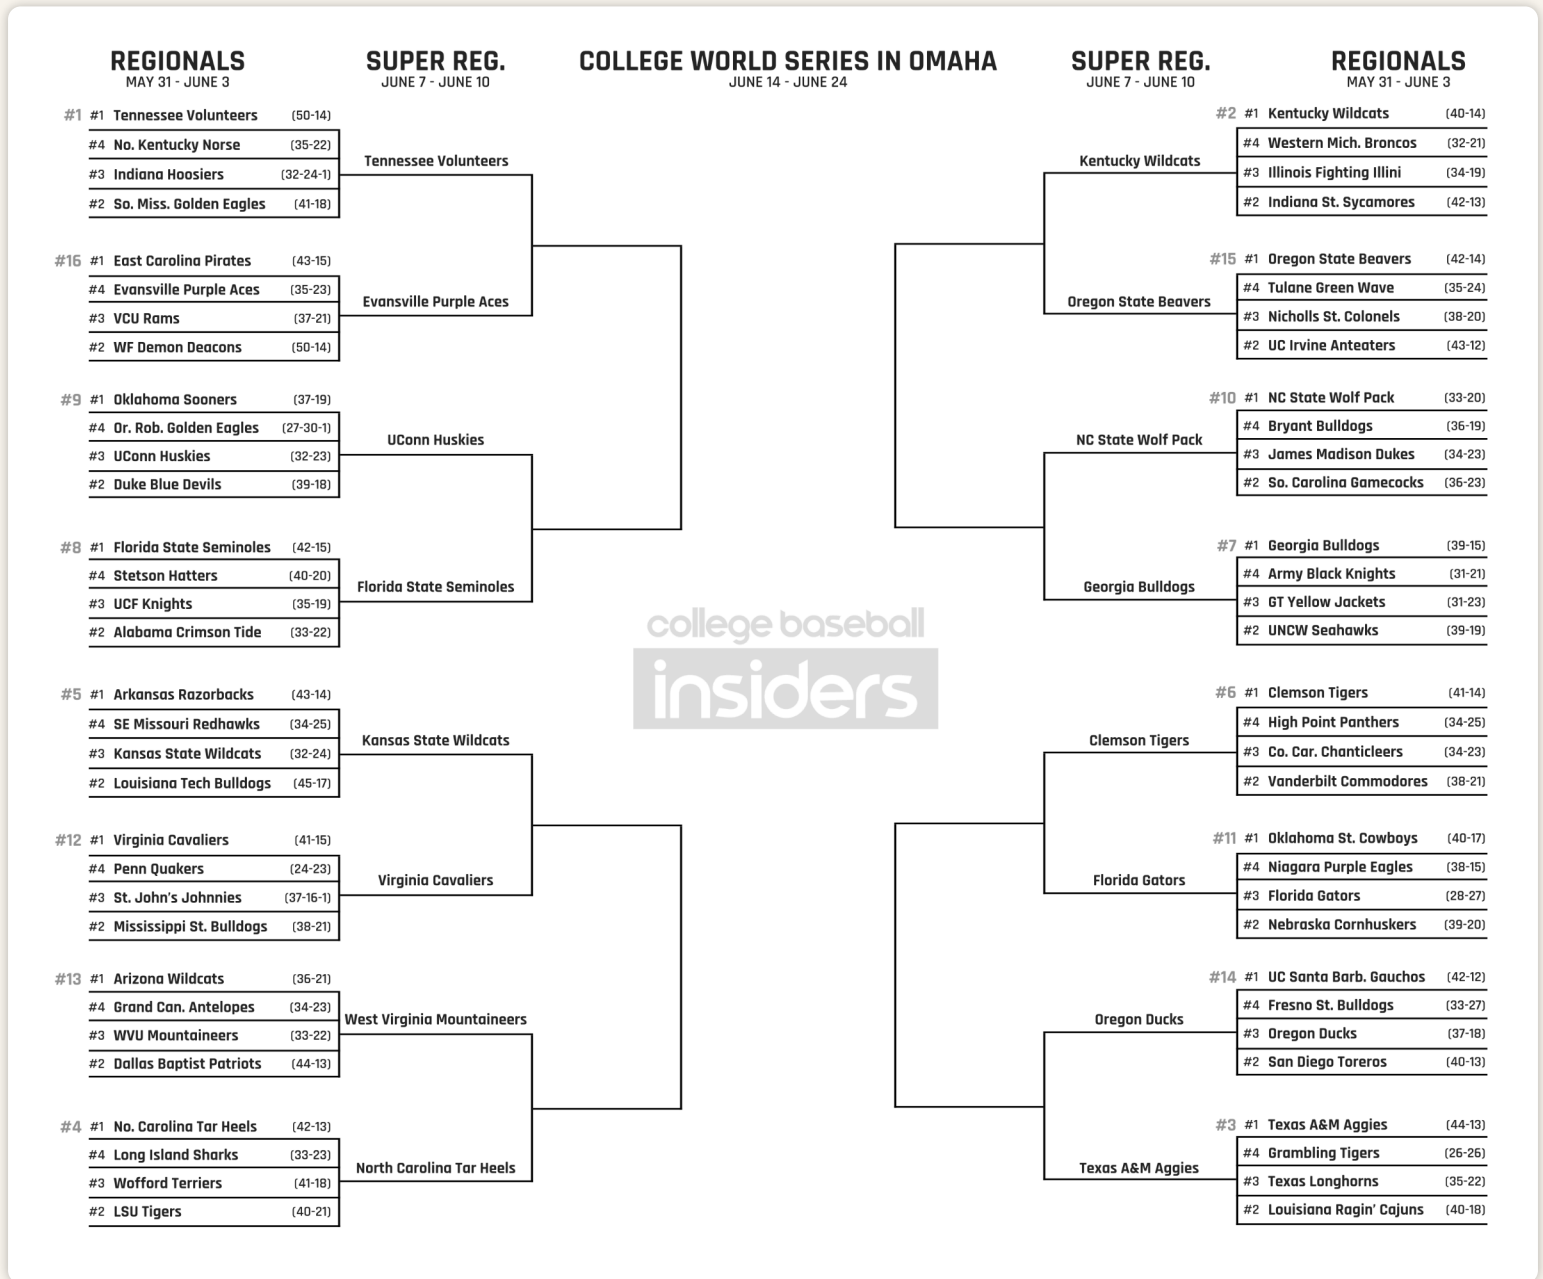 REGIONALS
MAY 31 - JUNE 3
SUPER REG.
JUNE 7 - JUNE 10
COLLEGE WORLD SERIES IN OMAHA
JUNE 14 - JUNE 24
SUPER REG.
JUNE 7 - JUNE 10
REGIONALS
MAY 31 - JUNE 3
#1 #1 Tennessee Volunteers (50-14)
#4 No. Kentucky Norse (35-22)
#3 Indiana Hoosiers (32-24-1)
#2 So. Miss. Golden Eagles (41-18)
#16 #1 East Carolina Pirates (43-15)
#4 Evansville Purple Aces (35-23)
#3 VCU Rams (37-21)
#2 WF Demon Deacons (50-14)
#9 #1 Oklahoma Sooners (37-19)
#4 Or. Rob. Golden Eagles (27-30-1)
#3 UConn Huskies (32-23)
#2 Duke Blue Devils (39-18)
#8 #1 Florida State Seminoles (42-15)
#4 Stetson Hatters (40-20)
#3 UCF Knights (35-19)
#2 Alabama Crimson Tide (33-22)
#5 #1 Arkansas Razorbacks (43-14)
#4 SE Missouri Redhawks (34-25)
#3 Kansas State Wildcats (32-24)
#2 Louisiana Tech Bulldogs (45-17)
#12 #1 Virginia Cavaliers (41-15)
#4 Penn Quakers (24-23)
#3 St. John's Johnnies (37-16-1)
#2 Mississippi St. Bulldogs (38-21)
#13 #1 Arizona Wildcats (36-21)
#4 Grand Can. Antelopes (34-23)
#3 WVU Mountaineers (33-22)
#2 Dallas Baptist Patriots (44-13)
#4 #1 No. Carolina Tar Heels (42-13)
#4 Long Island Sharks (33-23)
#3 Wofford Terriers (41-18)
#2 LSU Tigers (40-21)
Tennessee Volunteers
Evansville Purple Aces
UConn Huskies
Florida State Seminoles
Kansas State Wildcats
Virginia Cavaliers
West Virginia Mountaineers
North Carolina Tar Heels
college baseball
insiders
Kentucky Wildcats
Oregon State Beavers
NC State Wolf Pack
Georgia Bulldogs
Clemson Tigers
Florida Gators
Oregon Ducks
Texas A&M Aggies
#2 #1 Kentucky Wildcats (40-14)
#4 Western Mich. Broncos (32-21)
#3 Illinois Fighting Illini (34-19)
#2 Indiana St. Sycamores (42-13)
#15 #1 Oregon State Beavers (42-14)
#4 Tulane Green Wave (35-24)
#3 Nicholls St. Colonels (38-20)
#2 UC Irvine Anteaters (43-12)
#10 #1 NC State Wolf Pack (33-20)
#4 Bryant Bulldogs (36-19)
#3 James Madison Dukes (34-23)
#2 So. Carolina Gamecocks (36-23)
#7 #1 Georgia Bulldogs (39-15)
#4 Army Black Knights (31-21)
#3 GT Yellow Jackets (31-23)
#2 UNCW Seahawks (39-19)
#6 #1 Clemson Tigers (41-14)
#4 High Point Panthers (34-25)
#3 Co. Car. Chanticleers (34-23)
#2 Vanderbilt Commodores (38-21)
#11 #1 Oklahoma St. Cowboys (40-17)
#4 Niagara Purple Eagles (38-15)
#3 Florida Gators (28-27)
#2 Nebraska Cornhuskers (39-20)
#14 #1 UC Santa Barb. Gauchos (42-12)
#4 Fresno St. Bulldogs (33-27)
#3 Oregon Ducks (37-18)
#2 San Diego Toreros (40-13)
#3 #1 Texas A&M Aggies (44-13)
#4 Grambling Tigers (26-26)
#3 Texas Longhorns (35-22)
#2 Louisiana Ragin' Cajuns (40-18)